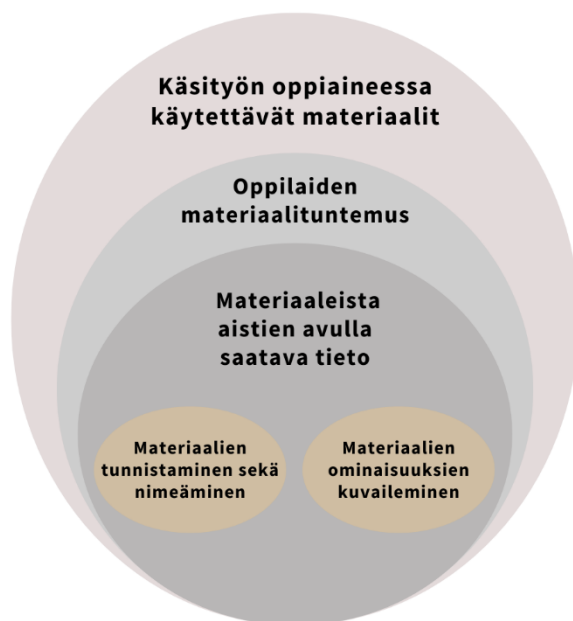 Käsityön oppiaineessa
käytettävät materiaalit
Oppilaiden
materiaalituntemus
Materiaaleista
aistien avulla
saatava tieto
Materiaalien
tunnistaminen sekä
nimeäminen
Materiaalien
ominaisuuksien
kuvaileminen